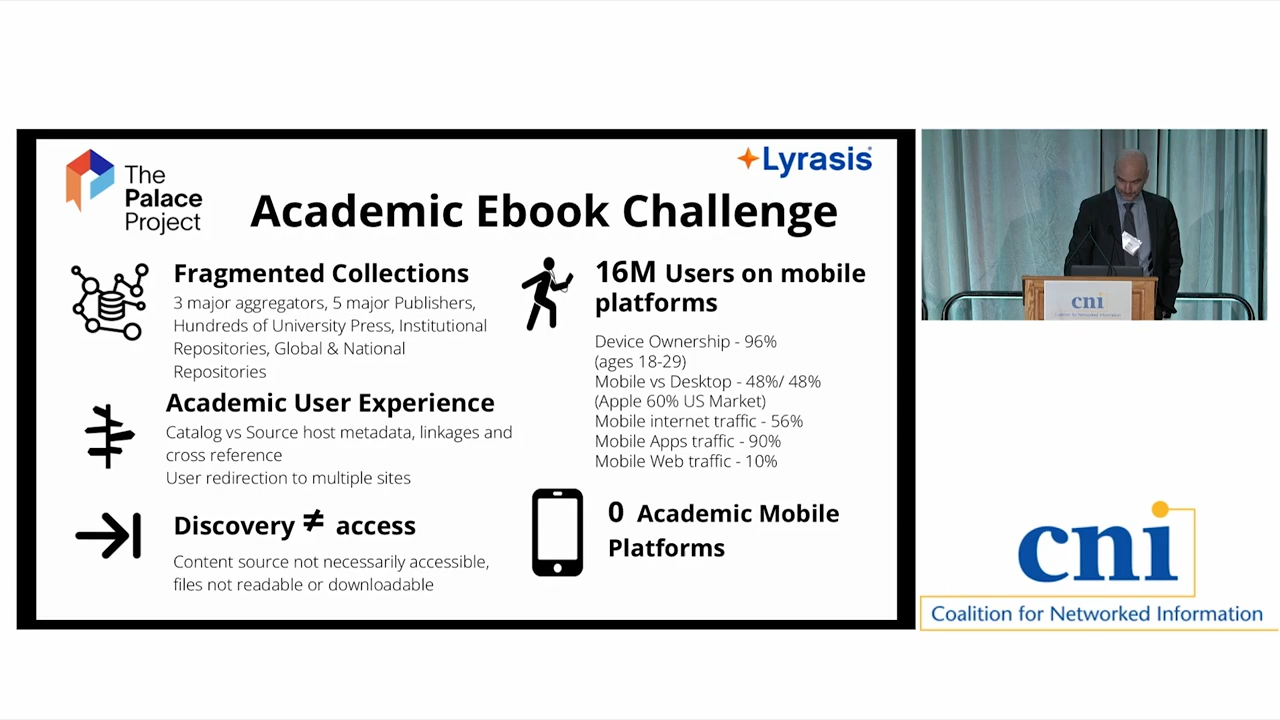 The
Palace
Project
Lyrasis
Academic Ebook Challenge
Fragmented Collections
3 major aggregators, 5 major Publishers,
Hundreds of University Press, Institutional
Repositories, Global & National
Repositories
Academic User Experience
Catalog vs Source host metadata, linkages and
cross reference
User redirection to multiple sites
Discovery ≠ access
Content source not necessarily accessible,
files not readable or downloadable
16M Users on mobile
platforms
Device Ownership - 96%
(ages 18-29)
Mobile vs Desktop - 48%/ 48%
(Apple 60% US Market)
Mobile internet traffic - 56%
Mobile Apps traffic - 90%
Mobile Web traffic - 10%
0 Academic Mobile
Platforms
cni
Coalition for Networked Information
cni
Coalition for Networked Information